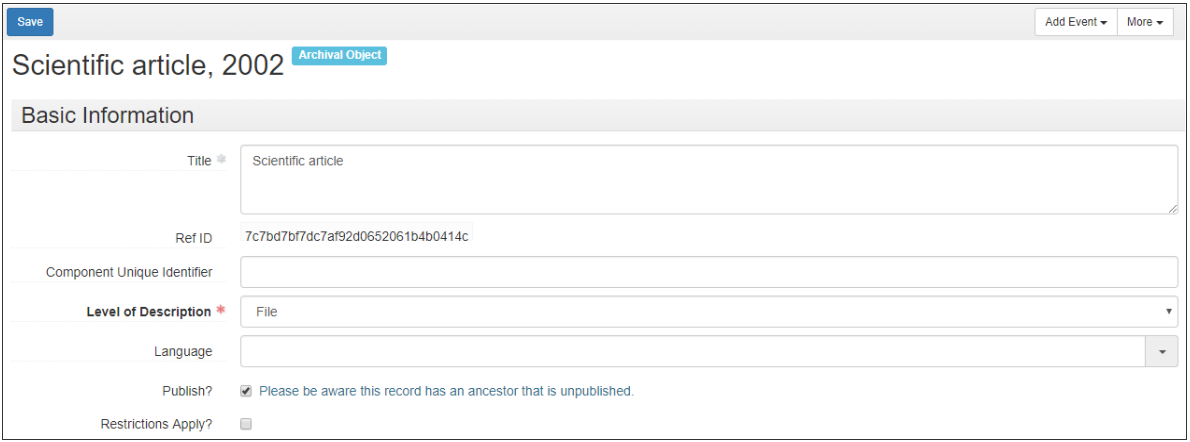 Save Add Event More
Scientific article, 2002 Archival Object
Basic Information
Title Scientific article
Ref ID 7c7bd7bf7dc7af92d0652061b4b0414c
Component Unique Identifier
Level of Description * File
Language
Publish? Please be aware this record has an ancestor that is unpublished.
Restrictions Apply?